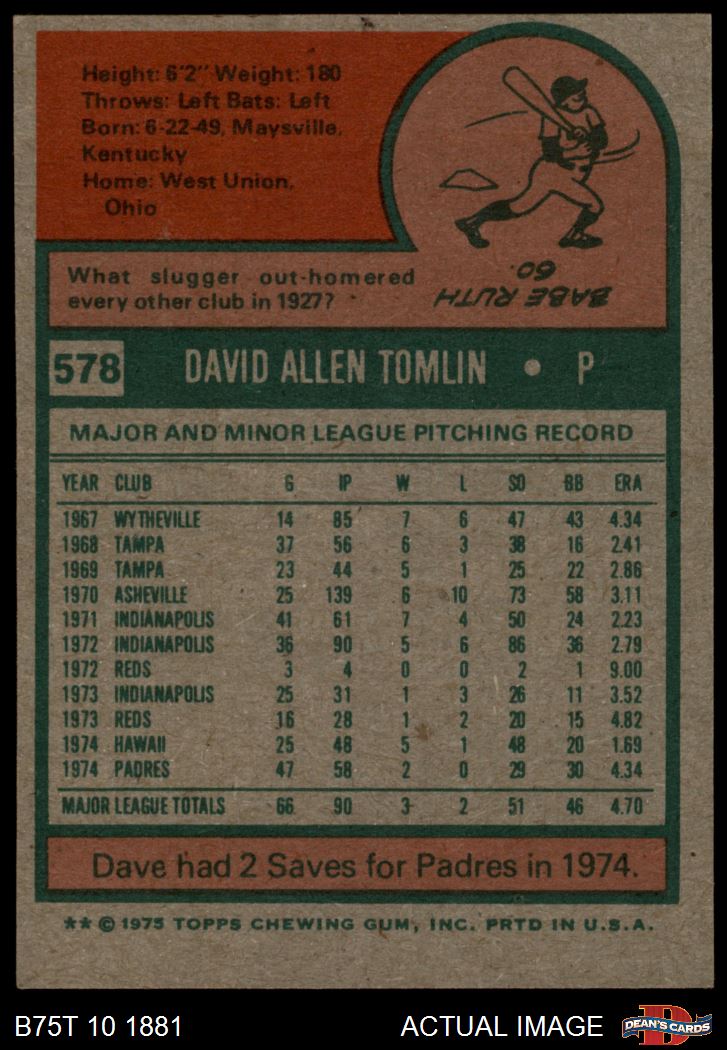 Height: 6'2" Weight: 180
Throws: Left Bats: Left
Born: 6-22-49, Maysville,
Kentucky
Home: West Union,
Ohio
What slugger out-homered
every other club in 1927?
BABE RUTH
60.
578 DAVID ALLEN TOMLIN • P
MAJOR AND MINOR LEAGUE PITCHING RECORD
YEAR CLUB G IP W L SO BB ERA
1967 WYTHEVILLE 14 85 7 6 47 43 4.34
1968 TAMPA 37 56 6 3 38 16 2.41
1969 TAMPA 23 44 5 1 25 22 2.86
1970 ASHEVILLE 25 139 6 10 73 58 3.11
1971 INDIANAPOLIS 41 61 7 4 50 24 2.23
1972 INDIANAPOLIS 36 90 5 6 86 36 2.79
1972 REDS 3 4 0 0 2 1 9.00
1973 INDIANAPOLIS 25 31 1 3 26 11 3.52
1973 REDS 16 28 1 2 20 15 4.82
1974 HAWAII 25 48 5 1 48 20 1.69
1974 PADRES 47 58 2 0 29 30 4.34
MAJOR LEAGUE TOTALS 66 90 3 2 51 46 4.70
Dave had 2 Saves for Padres in 1974.
** © 1975 TOPPS CHEWING GUM, INC. PRTD IN U.S.A.
B75T 10 1881 ACTUAL IMAGE
D
DEAN'S CARDS